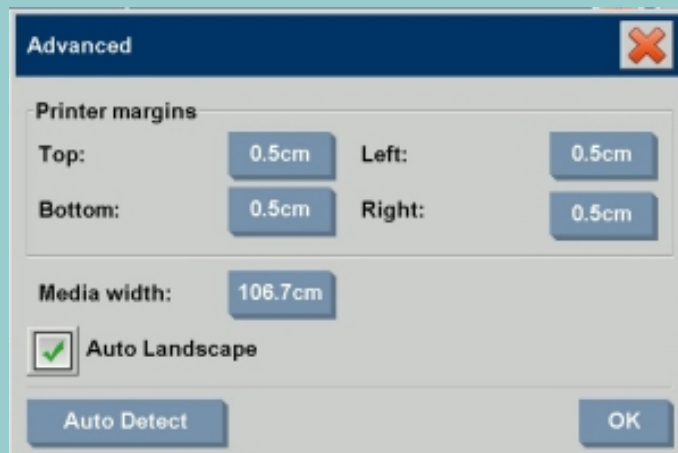 Advanced
Printer margins
Top: 0.5cm Left: 0.5cm
Bottom: 0.5cm Right: 0.5cm
Media width: 106.7cm
Auto Landscape
Auto Detect OK